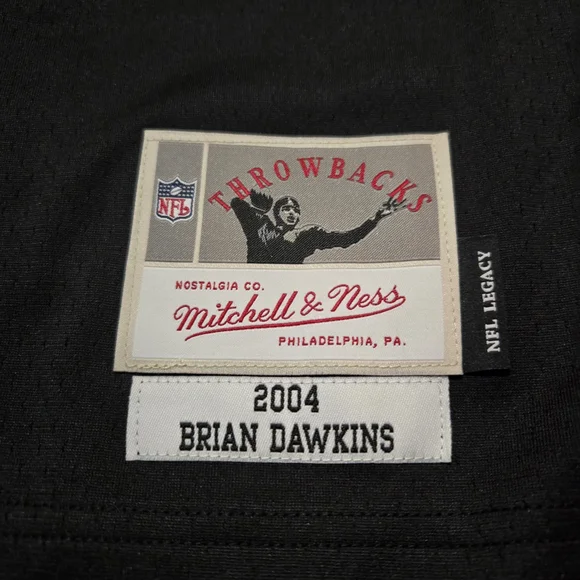 THROWBACKS
NFL
NOSTALGIA CO.
Mitchell & Ness
PHILADELPHIA, PA.
NFL LEGACY
2004
BRIAN DAWKINS